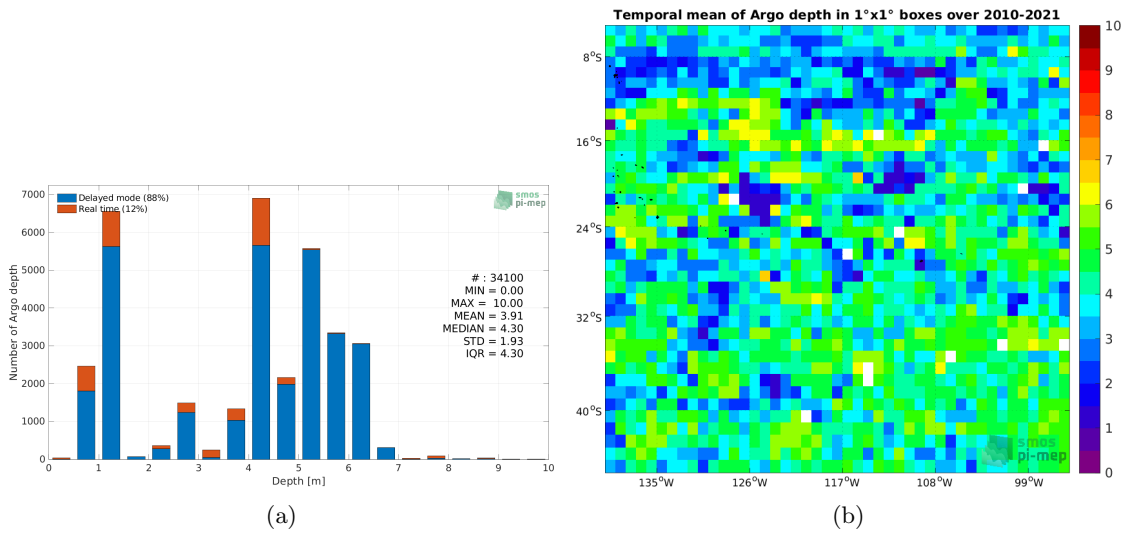 Temporal mean of Argo depth in 1°x1° boxes over 2010-2021
7000
6000
5000
4000
3000
2000
1000
0
Number of Argo depth
Delayed mode (88%)
Real time (12%)
smos
pi-mep
# : 34100
MIN = 0.00
MAX = 10.00
MEAN = 3.91
MEDIAN = 4.30
STD = 1.93
IQR = 4.30
0 1 2 3 4 5 6 7 8 9 10
Depth [m]
(a)
8°S
16°S
24°S
32°S
40°S
135°W 126°W 117°W 108°W 99°W
smos
pi-mep
10
9
8
7
6
5
4
3
2
1
0
(b)